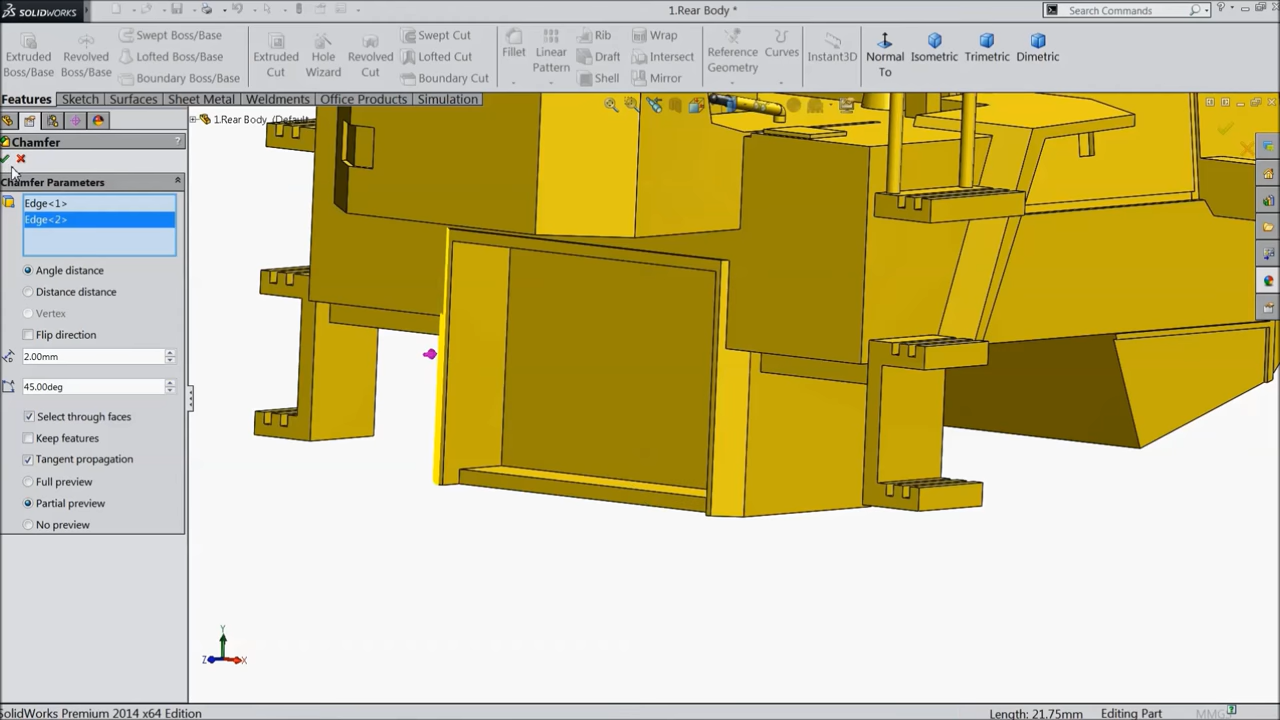 SOLIDWORKS
1.Rear Body *
Search Commands
Extruded Boss/Base
Revolved Boss/Base
Swept Boss/Base
Lofted Boss/Base
Boundary Boss/Base
Extruded Cut
Hole Wizard
Revolved Cut
Swept Cut
Lofted Cut
Boundary Cut
Fillet
Linear Pattern
Rib
Draft
Shell
Wrap
Intersect
Mirror
Reference Geometry
Curves
Instant3D
Normal To
Isometric
Trimetric
Dimetric
Features
Sketch
Surfaces
Sheet Metal
Weldments
Office Products
Simulation
1.Rear Body (Default
Chamfer
?
Chamfer Parameters
Edge<1>
Edge<2>
Angle distance
Distance distance
Vertex
Flip direction
2.00mm
45.00deg
Select through faces
Keep features
Tangent propagation
Full preview
Partial preview
No preview
Y
Z
X
SolidWorks Premium 2014 x64 Edition
Length: 21.75mm
Editing Part
MMG